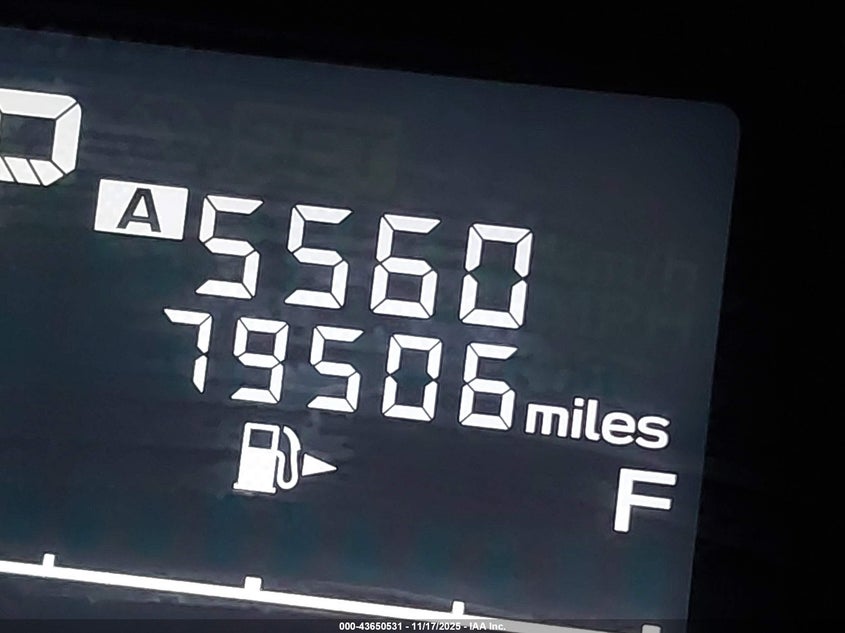 A 5560
79506 miles
F
000-43650531 - 11/17/2025 - IAA Inc.